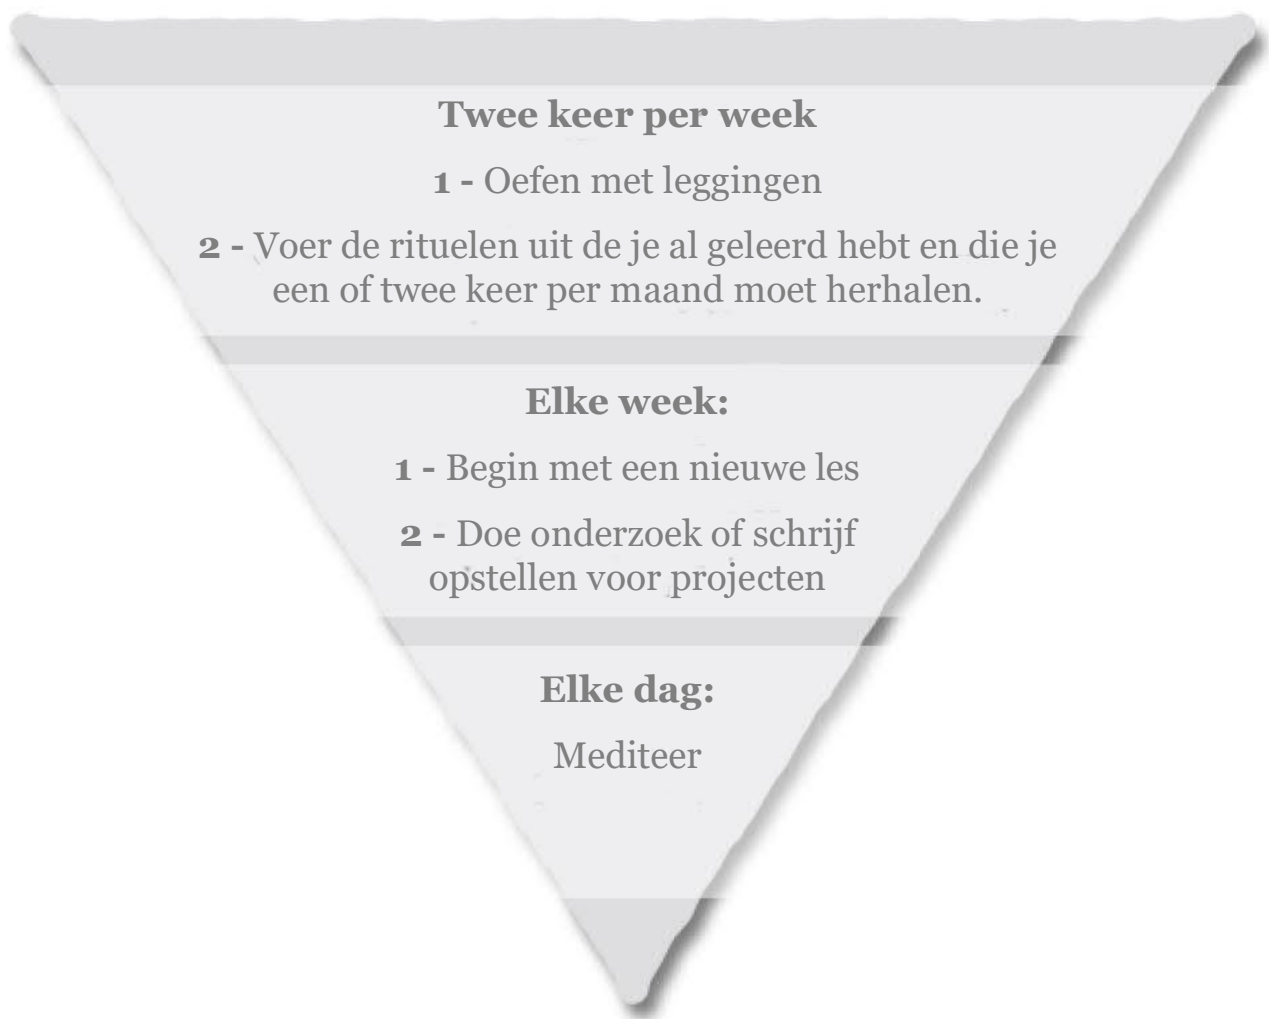 Twee keer per week
1 - Oefen met leggingen
2 - Voer de rituelen uit de je al geleerd hebt en die je
een of twee keer per maand moet herhalen.
Elke week:
1 - Begin met een nieuwe les
2 - Doe onderzoek of schrijf
opstellen voor projecten
Elke dag:
Mediteer